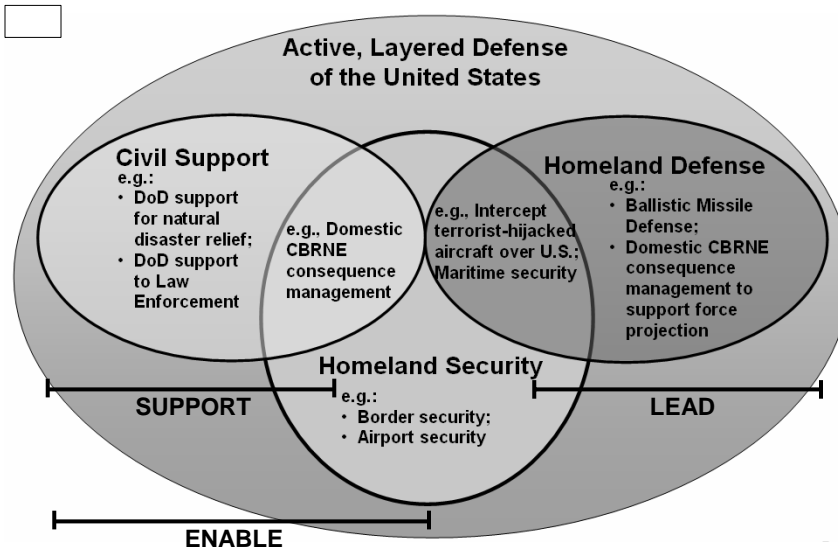 Active, Layered Defense
of the United States
Civil Support
e.g.:
• DoD support
for natural
disaster relief;
• DoD support
to Law
Enforcement
e.g., Domestic
CBRNE
consequence
management
e.g., Intercept
terrorist-hijacked
aircraft over U.S.;
Maritime security
Homeland Defense
e.g.:
• Ballistic Missile
Defense;
• Domestic CBRNE
consequence
management to
support force
projection
Homeland Security
e.g.:
• Border security;
• Airport security
SUPPORT
LEAD
ENABLE